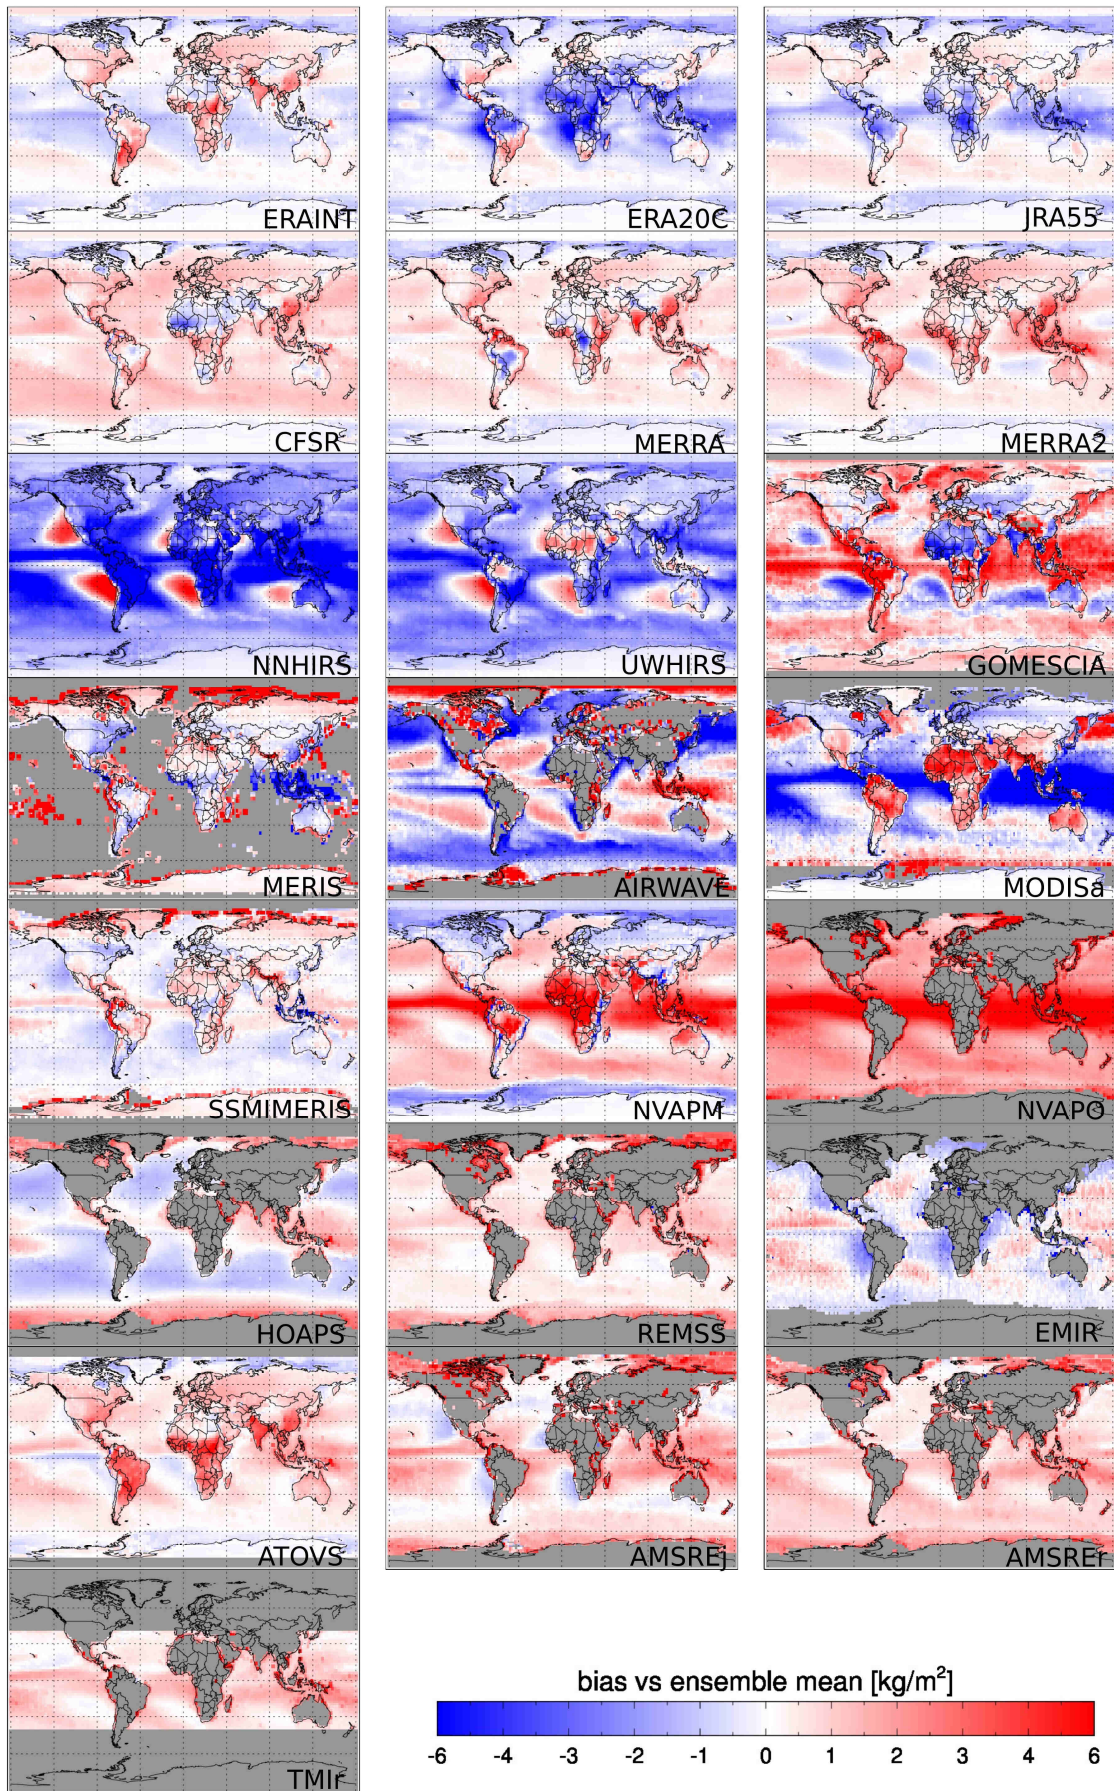 ERAINT
ERA20C
JRA55
CFSR
MERRA
MERRA2
NNHIRS
UWHIRS
GOMESCIA
MERIS
AIRWAVE
MODISa
SSMIMERIS
NVAPM
NVAPO
HOAPS
REMSS
EMIR
ATOVS
AMSREj
AMSREr
TMIr
bias vs ensemble mean [kg/m²]
-6 -4 -3 -2 -1 0 1 2 3 4 6